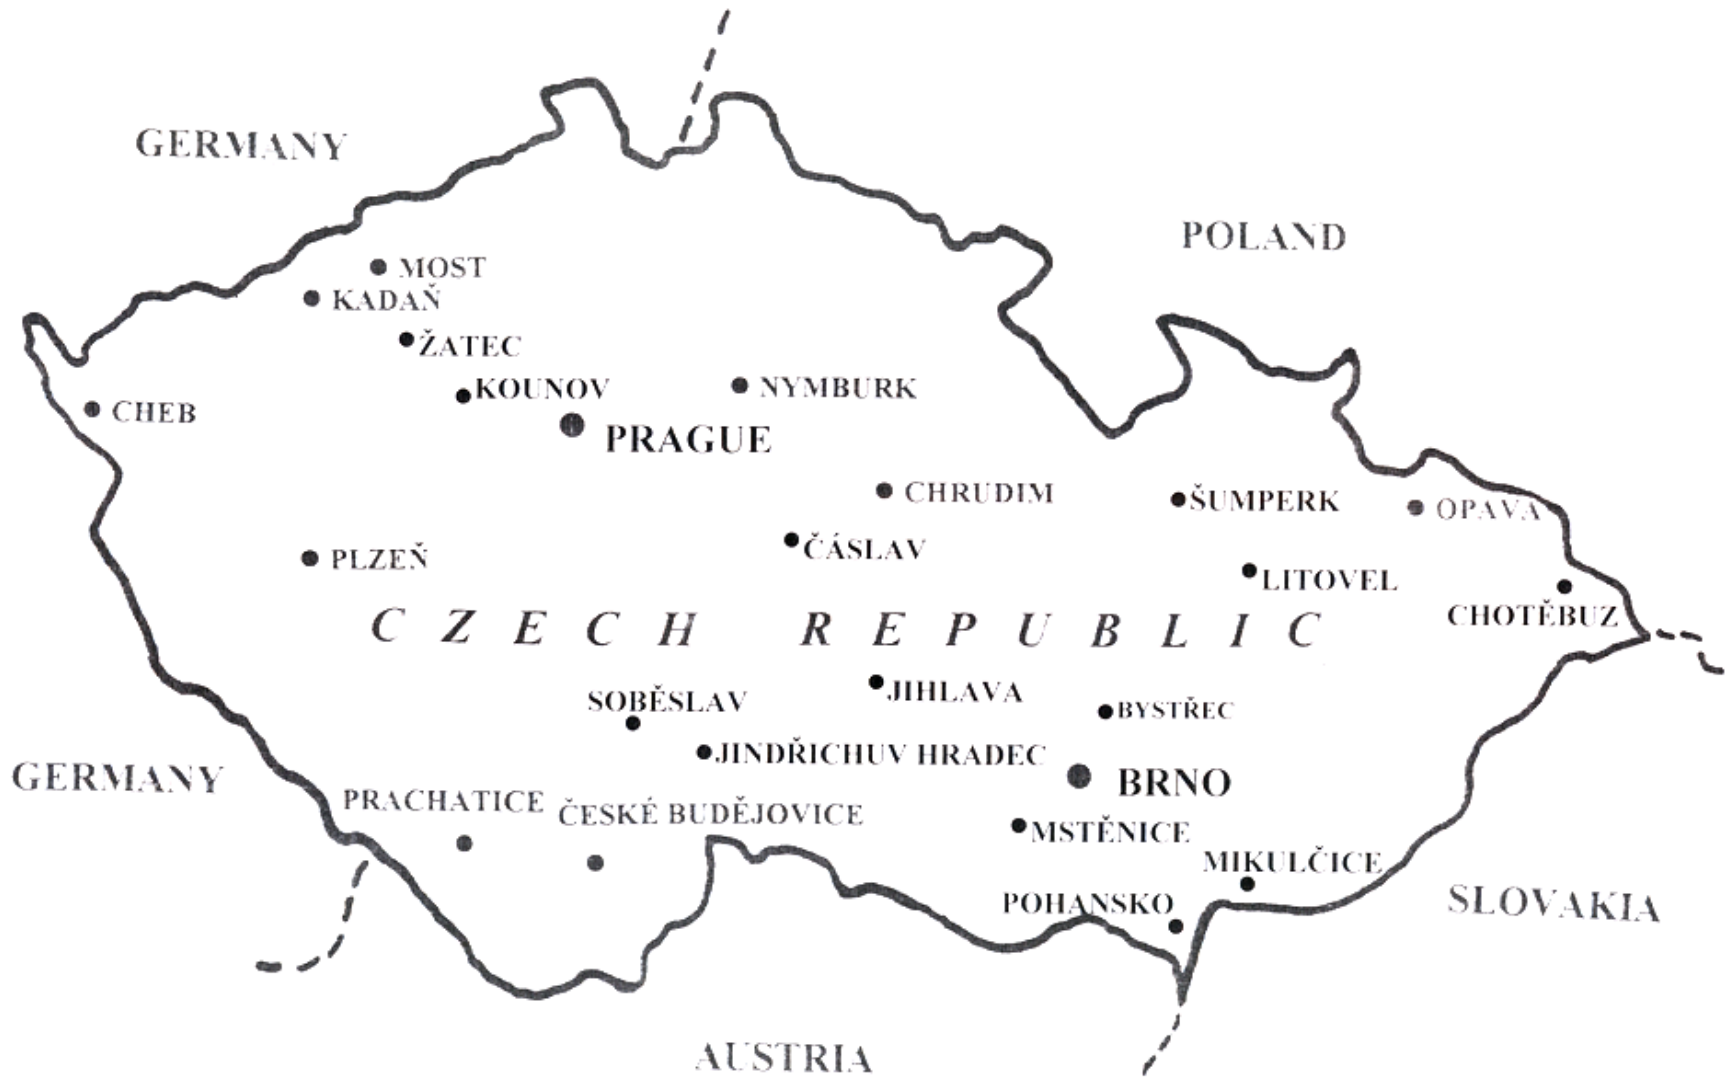 GERMANY
POLAND
MOST
KADAŇ
ŽATEC
KOUNOV
NYMBURK
CHEB
PRAGUE
CHRUDIM
ŠUMPERK
OPAVA
ČÁSLAV
PLZEŇ
LITOVEL
CHOTĚBUZ
CZECH REPUBLIC
JIHLAVA
SOBĚSLAV
BYSTŘEC
JINDŘICHUV HRADEC
GERMANY
BRNO
PRACHATICE
ČESKÉ BUDĚJOVICE
MSTĚNICE
MIKULČICE
POHANSKO
SLOVAKIA
AUSTRIA